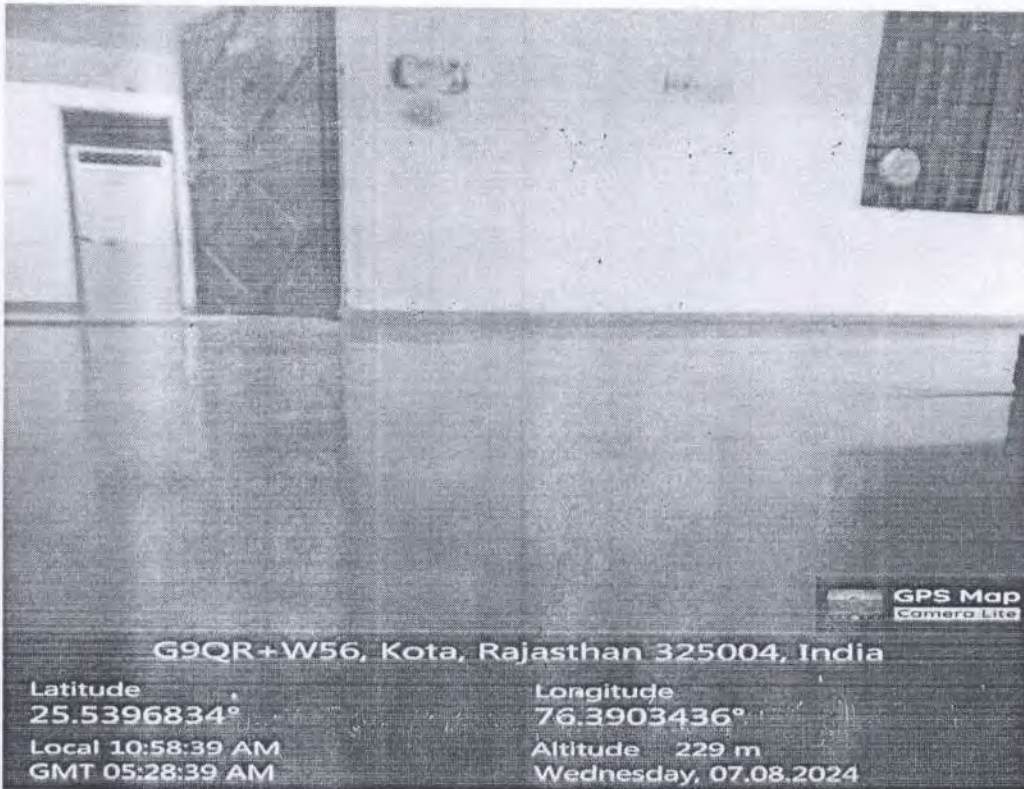 GPS Map
Camera Lite
G9QR+W56, Kota, Rajasthan 325004, India
Latitude
25.5396834°
Longitude
76.3903436°
Local 10:58:39 AM
GMT 05:28:39 AM
Altitude 229 m
Wednesday, 07.08.2024